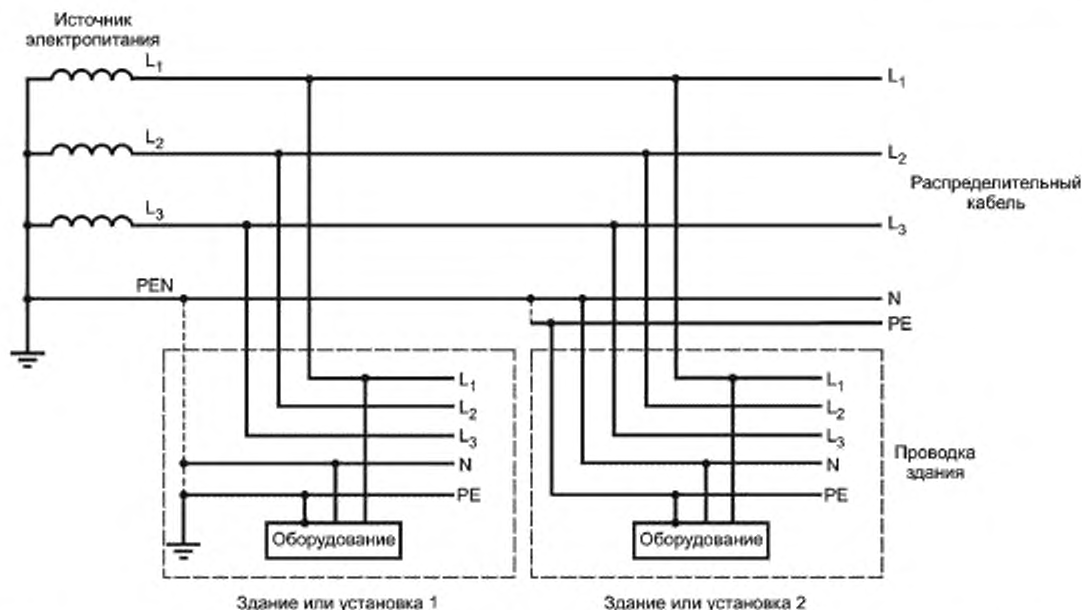 Источник
электропитания
L1
L1
L2
L2
Распределительный
кабель
L3
L3
PEN
N
PE
L1
L1
L2
L2
L3
L3
Проводка
здания
N
N
PE
PE
Оборудование
Оборудование
Здание или установка 1
Здание или установка 2